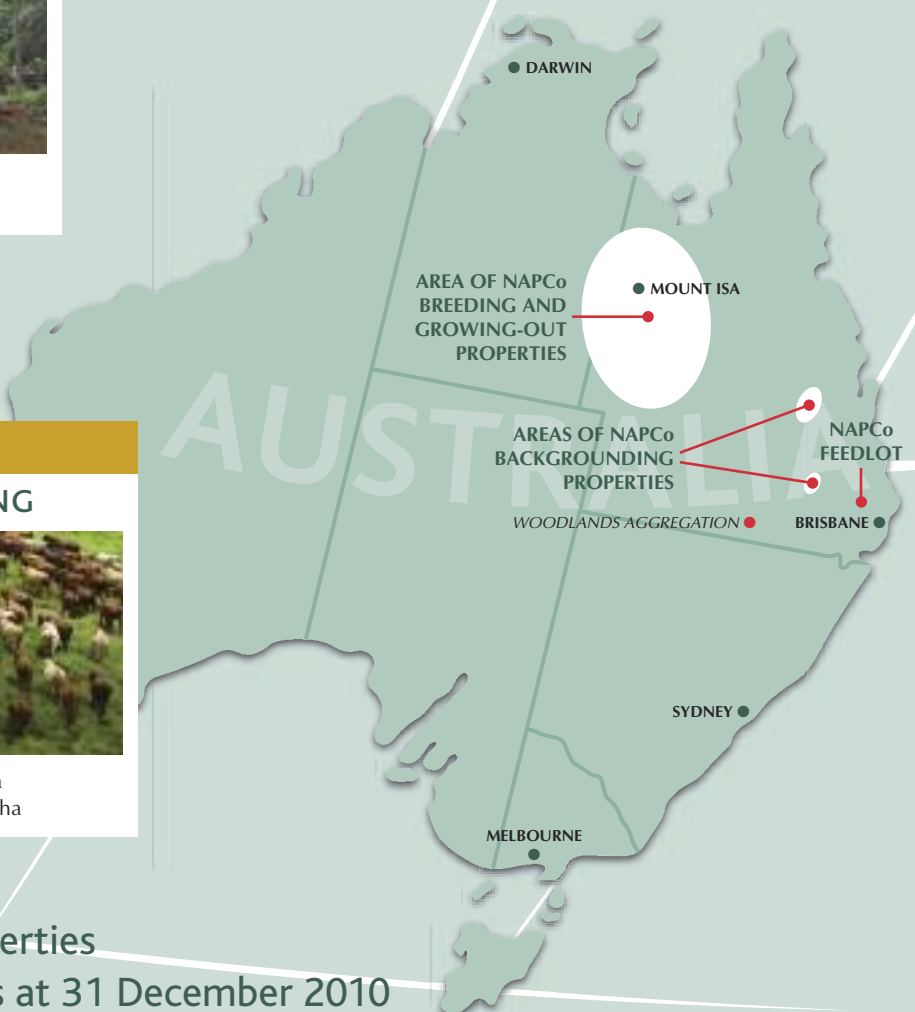 DARWIN
AREA OF NAPCo
BREEDING AND
GROWING-OUT
PROPERTIES
MOUNT ISA
AUSTRALIA
AREAS OF NAPCo
BACKGROUNDING
PROPERTIES
NAPCo
FEEDLOT
WOODLANDS AGGREGATION
BRISBANE
NG
SYDNEY
ha
MELBOURNE
erties
s at 31 December 2010